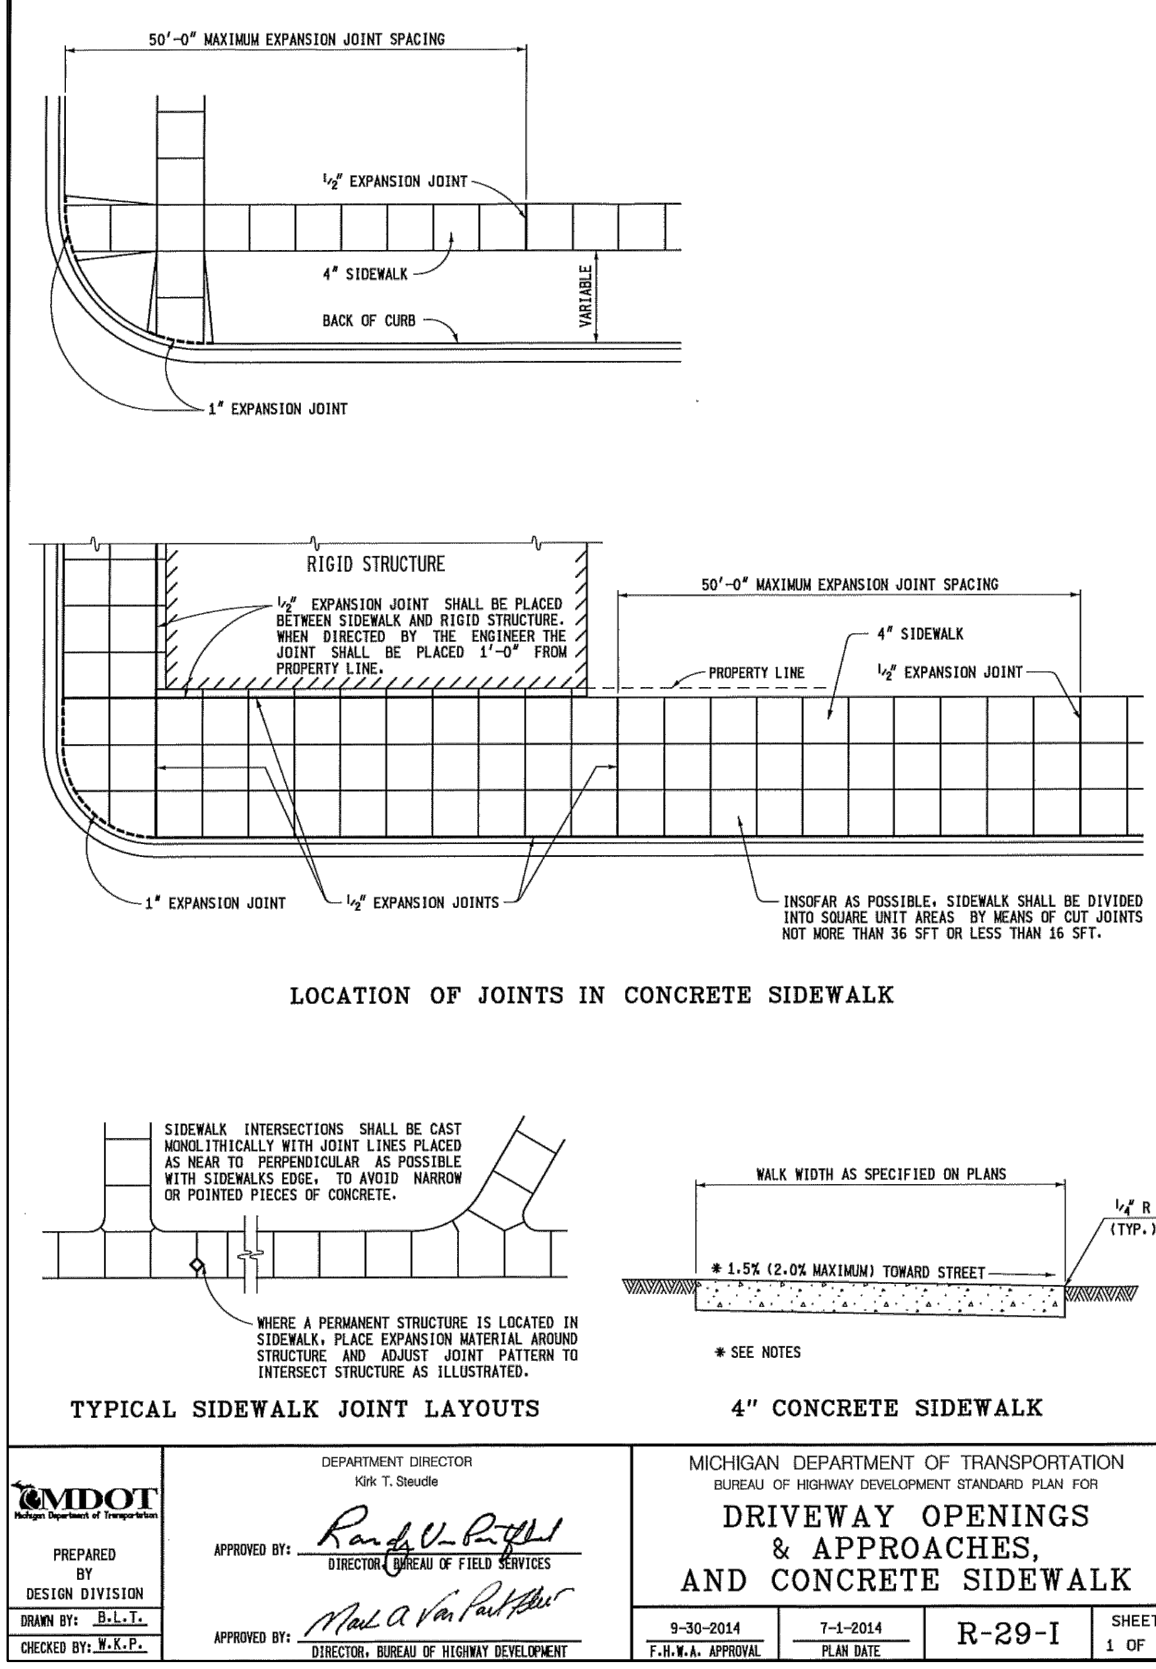 50'-0" MAXIMUM EXPANSION JOINT SPACING
1/2" EXPANSION JOINT
4" SIDEWALK
VARIABLE
BACK OF CURB
1" EXPANSION JOINT
RIGID STRUCTURE
1/2" EXPANSION JOINT SHALL BE PLACED
BETWEEN SIDEWALK AND RIGID STRUCTURE.
WHEN DIRECTED BY THE ENGINEER THE
JOINT SHALL BE PLACED 1'-0" FROM
PROPERTY LINE.
50'-0" MAXIMUM EXPANSION JOINT SPACING
4" SIDEWALK
PROPERTY LINE
1/2" EXPANSION JOINT
1" EXPANSION JOINT
1/2" EXPANSION JOINTS
INSOFAR AS POSSIBLE, SIDEWALK SHALL BE DIVIDED
INTO SQUARE UNIT AREAS BY MEANS OF CUT JOINTS
NOT MORE THAN 36 SFT OR LESS THAN 16 SFT.
LOCATION OF JOINTS IN CONCRETE SIDEWALK
SIDEWALK INTERSECTIONS SHALL BE CAST
MONOLITHICALLY WITH JOINT LINES PLACED
AS NEAR TO PERPENDICULAR AS POSSIBLE
WITH SIDEWALKS EDGE, TO AVOID NARROW
OR POINTED PIECES OF CONCRETE.
WHERE A PERMANENT STRUCTURE IS LOCATED IN
SIDEWALK, PLACE EXPANSION MATERIAL AROUND
STRUCTURE AND ADJUST JOINT PATTERN TO
INTERSECT STRUCTURE AS ILLUSTRATED.
TYPICAL SIDEWALK JOINT LAYOUTS
WALK WIDTH AS SPECIFIED ON PLANS
1/4" R
(TYP.)
* 1.5% (2.0% MAXIMUM) TOWARD STREET
* SEE NOTES
4" CONCRETE SIDEWALK
MDOT
Michigan Department of Transportation
PREPARED
BY
DESIGN DIVISION
DRAWN BY: B.L.T.
CHECKED BY: W.K.P.
DEPARTMENT DIRECTOR
Kirk T. Steudle
APPROVED BY:
DIRECTOR, BUREAU OF FIELD SERVICES
APPROVED BY:
DIRECTOR, BUREAU OF HIGHWAY DEVELOPMENT
MICHIGAN DEPARTMENT OF TRANSPORTATION
BUREAU OF HIGHWAY DEVELOPMENT STANDARD PLAN FOR
DRIVEWAY OPENINGS
& APPROACHES,
AND CONCRETE SIDEWALK
9-30-2014
F.H.W.A. APPROVAL
7-1-2014
PLAN DATE
R-29-I
SHEET
1 OF